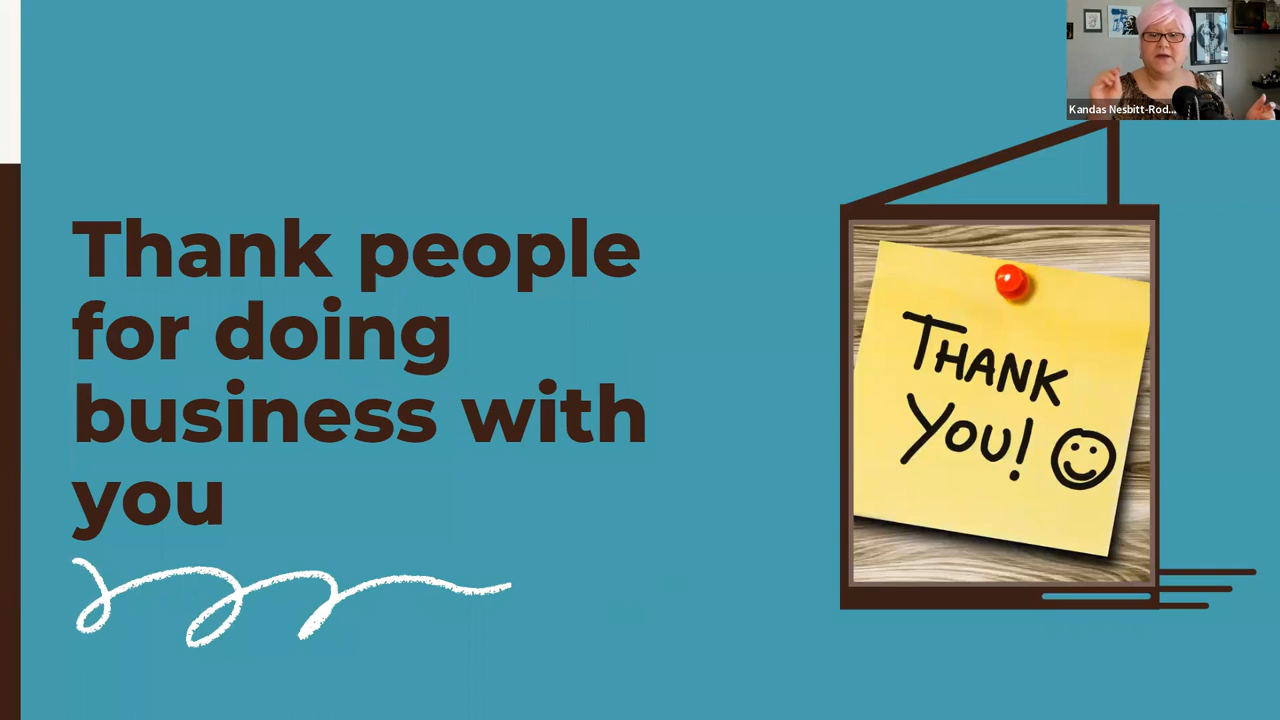 Kandas Nesbitt-Rod...
Thank people
for doing
business with
you
THANK
YOU!